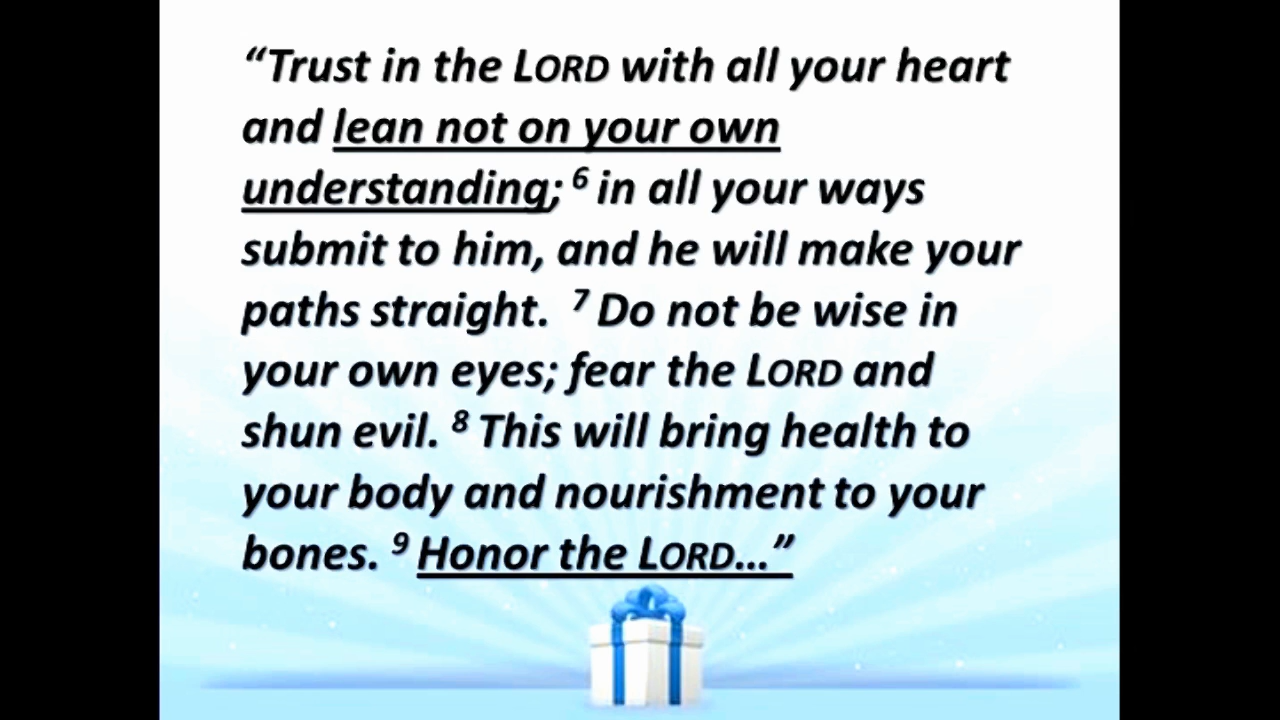 “Trust in the LORD with all your heart
and lean not on your own
understanding; 6 in all your ways
submit to him, and he will make your
paths straight. 7 Do not be wise in
your own eyes; fear the LORD and
shun evil. 8 This will bring health to
your body and nourishment to your
bones. 9 Honor the LORD...”